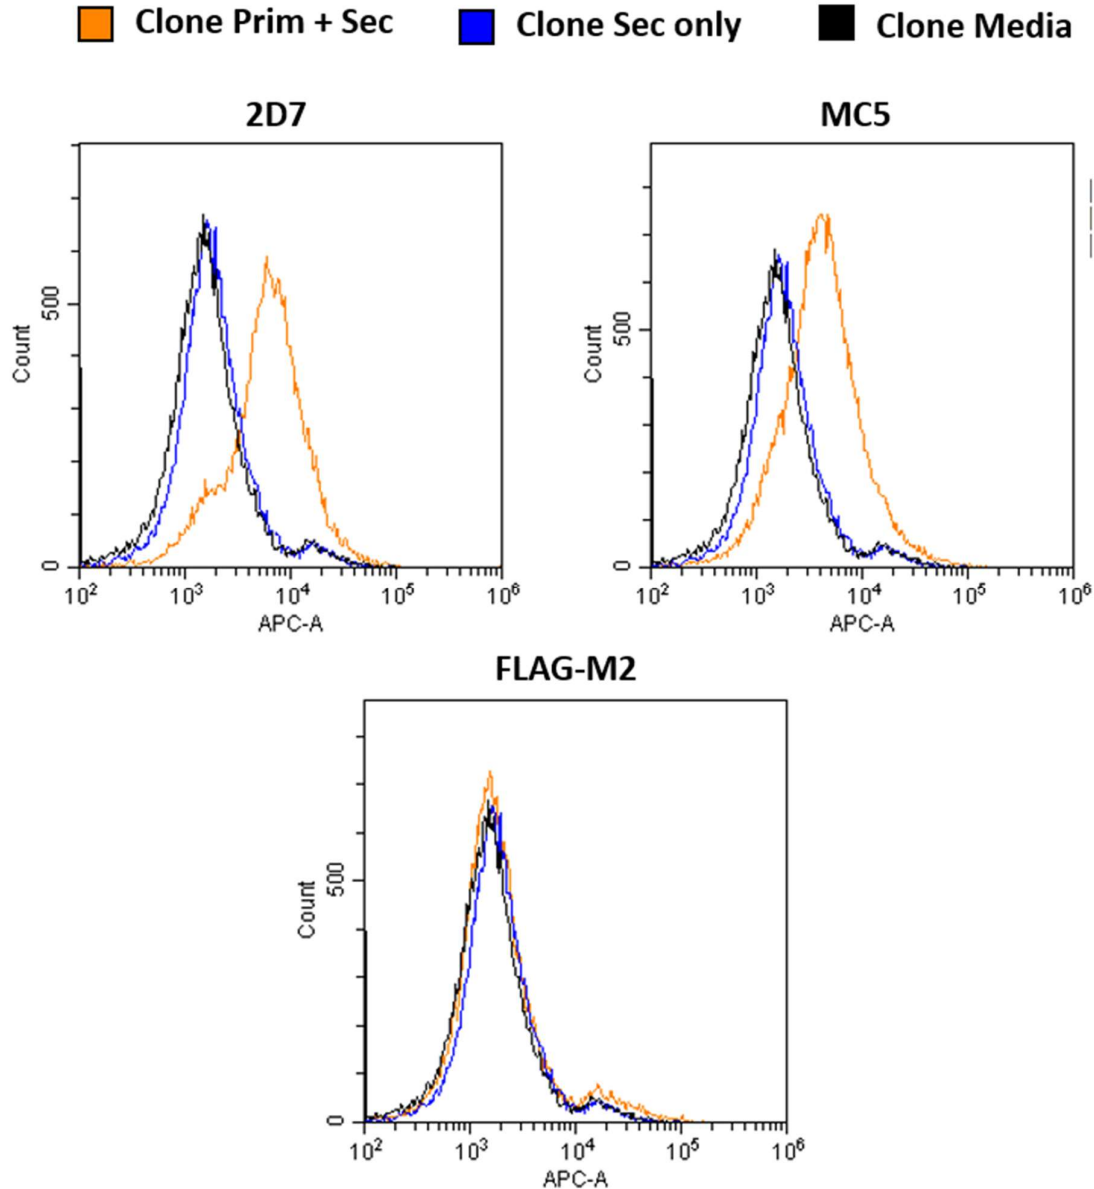 Clone Prim + Sec Clone Sec only Clone Media
2D7
Count
500
0
10² 10³ 10⁴ 10⁵ 10⁶
APC-A
MC5
Count
500
0
10² 10³ 10⁴ 10⁵ 10⁶
APC-A
FLAG-M2
Count
500
0
10² 10³ 10⁴ 10⁵ 10⁶
APC-A